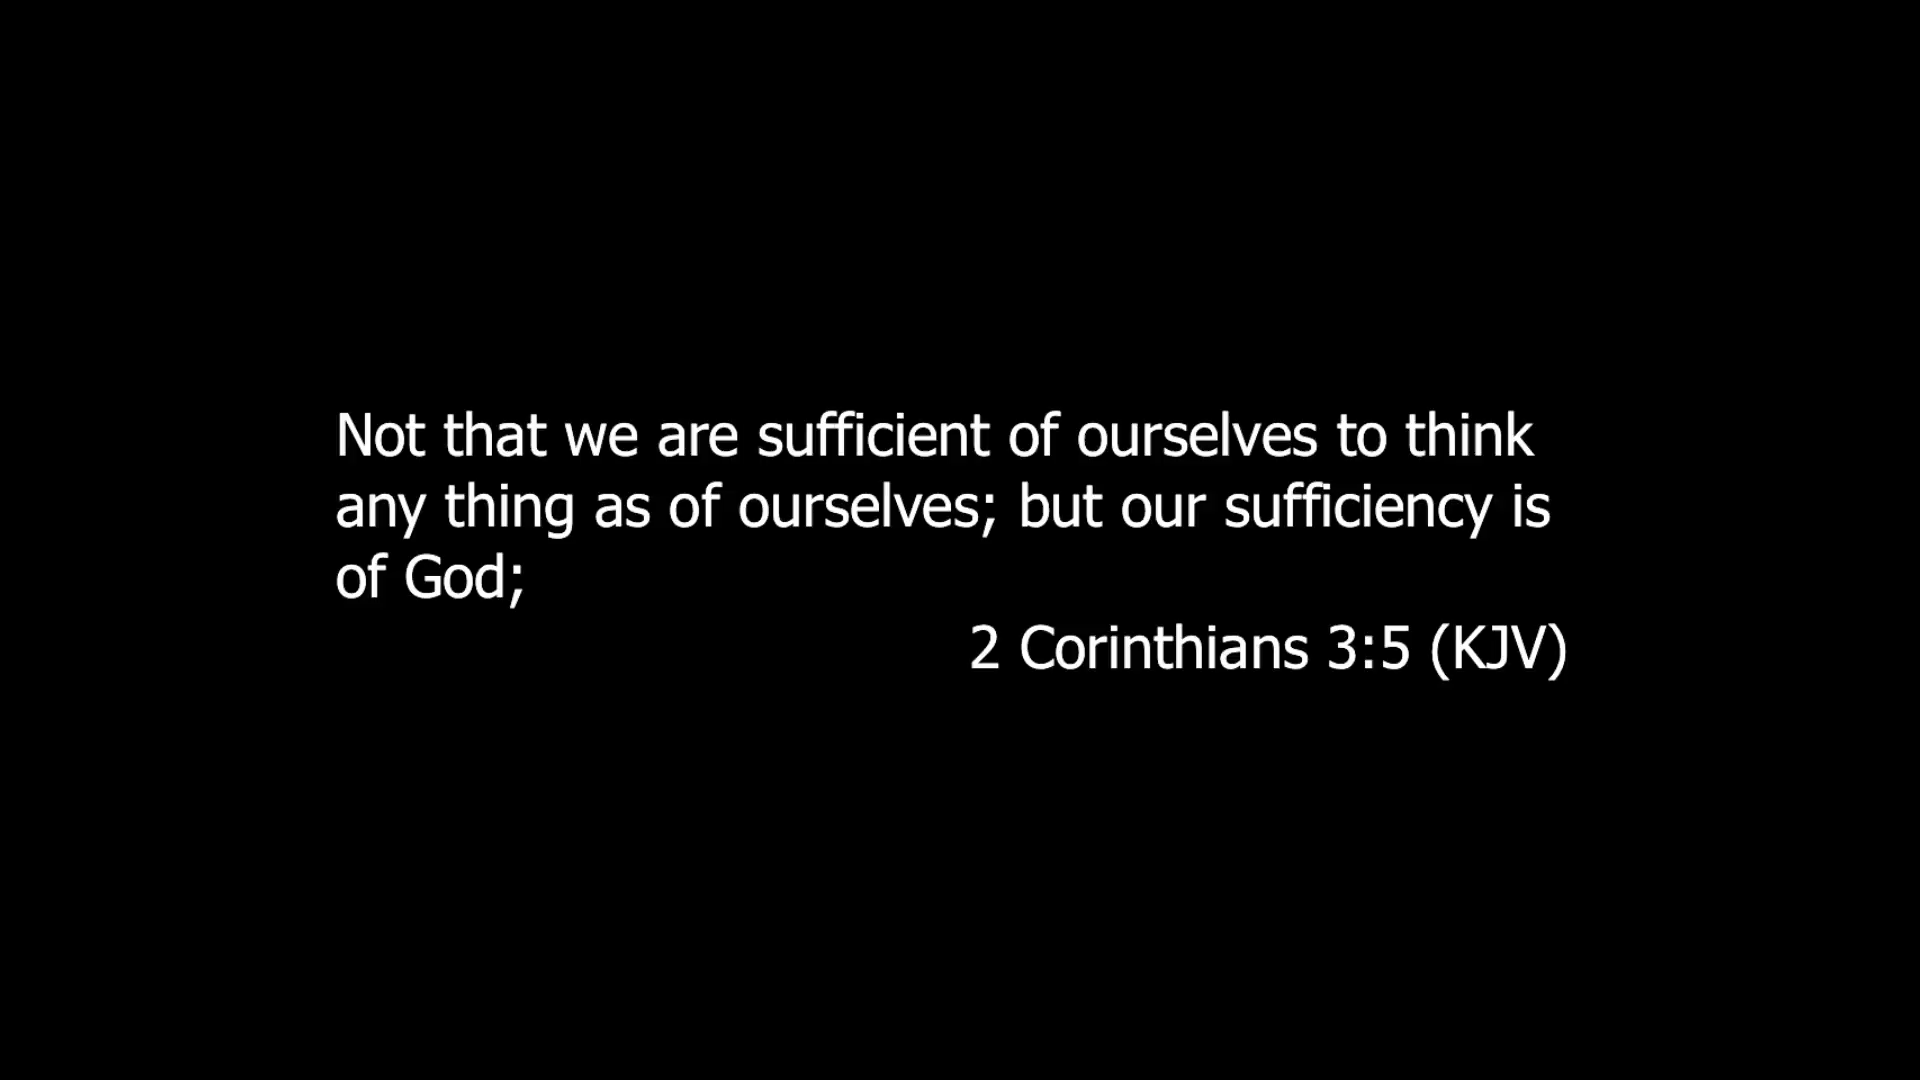 Not that we are sufficient of ourselves to think
any thing as of ourselves; but our sufficiency is
of God;
2 Corinthians 3:5 (KJV)